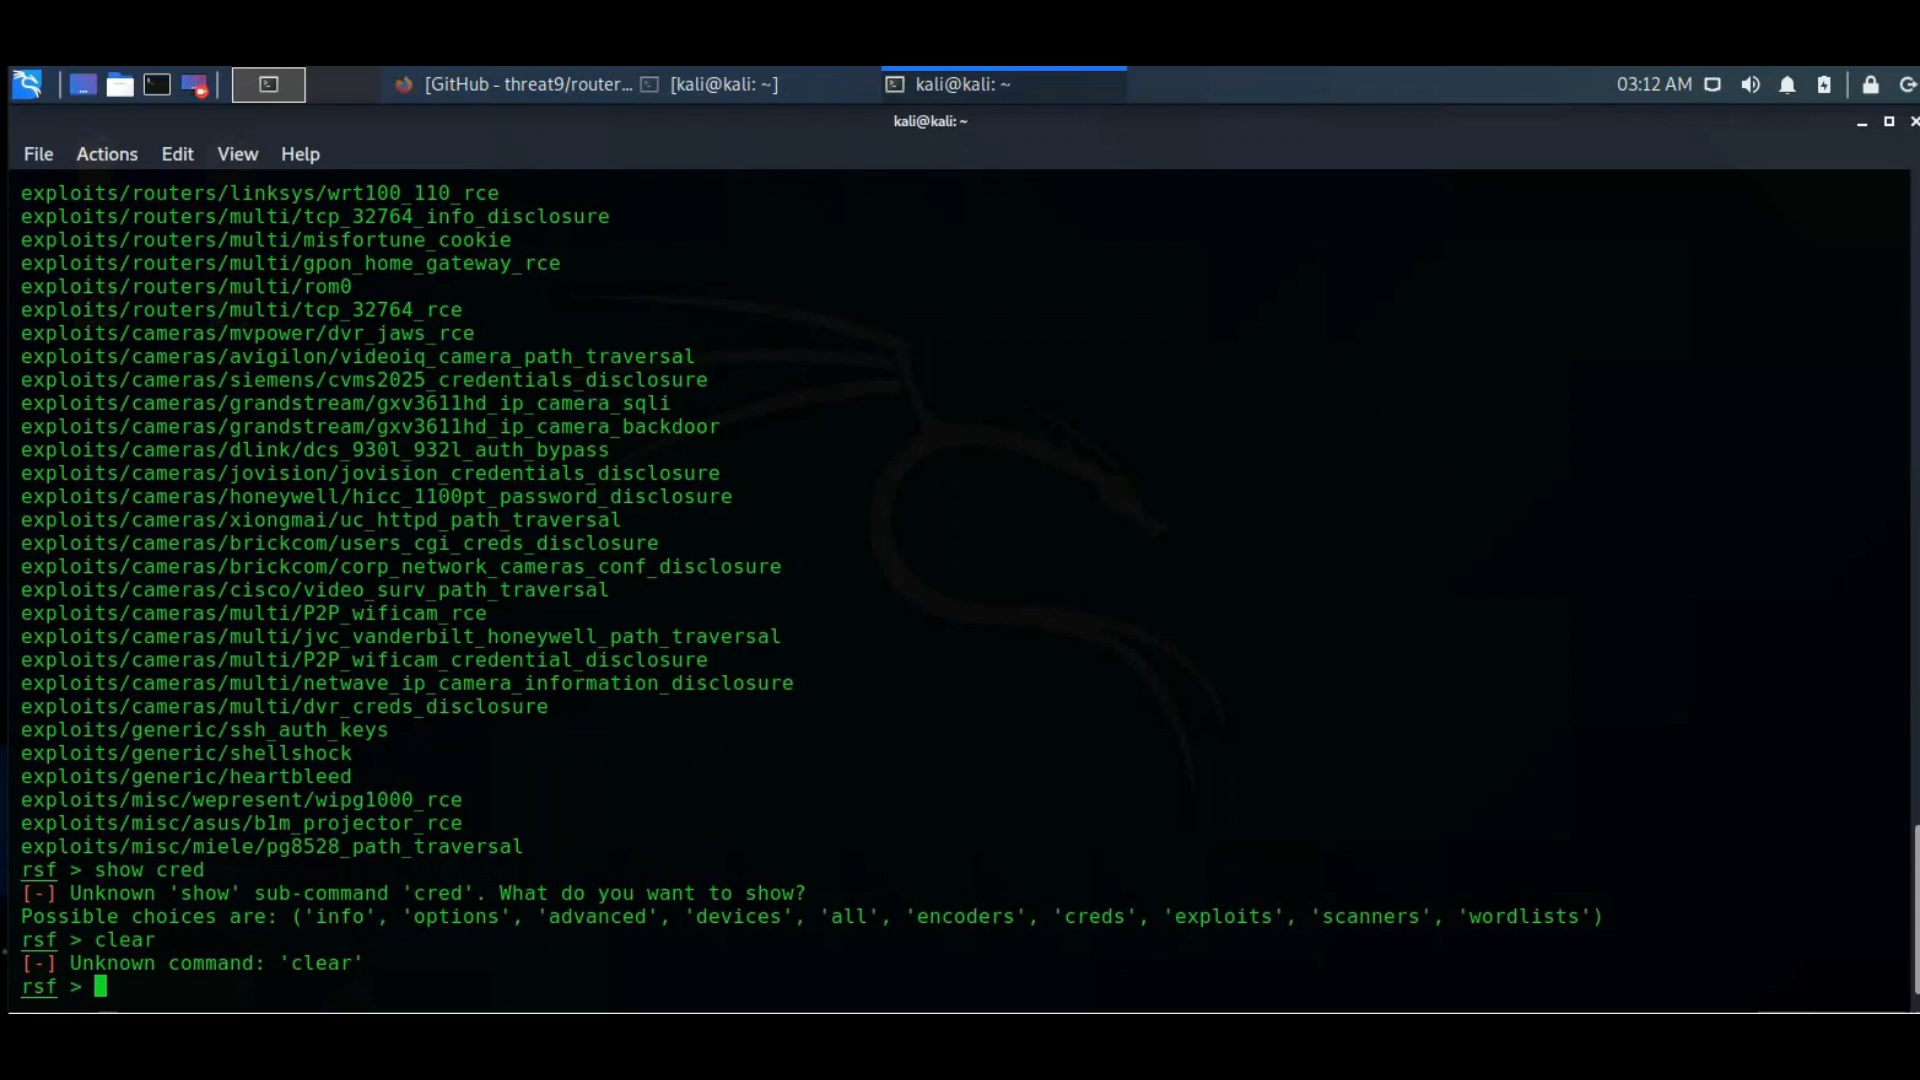 [GitHub - threat9/router...
[kali@kali: ~]
kali@kali: ~
03:12 AM
kali@kali: ~
File Actions Edit View Help
exploits/routers/linksys/wrt100_110_rce
exploits/routers/multi/tcp_32764_info_disclosure
exploits/routers/multi/misfortune_cookie
exploits/routers/multi/gpon_home_gateway_rce
exploits/routers/multi/rom0
exploits/routers/multi/tcp_32764_rce
exploits/cameras/mvpower/dvr_jaws_rce
exploits/cameras/avigilon/videoiq_camera_path_traversal
exploits/cameras/siemens/cvms2025_credentials_disclosure
exploits/cameras/grandstream/gxv3611hd_ip_camera_sqli
exploits/cameras/grandstream/gxv3611hd_ip_camera_backdoor
exploits/cameras/dlink/dcs_930l_932l_auth_bypass
exploits/cameras/jovision/jovision_credentials_disclosure
exploits/cameras/honeywell/hicc_1100pt_password_disclosure
exploits/cameras/xiongmai/uc_httpd_path_traversal
exploits/cameras/brickcom/users_cgi_creds_disclosure
exploits/cameras/brickcom/corp_network_cameras_conf_disclosure
exploits/cameras/cisco/video_surv_path_traversal
exploits/cameras/multi/P2P_wificam_rce
exploits/cameras/multi/jvc_vanderbilt_honeywell_path_traversal
exploits/cameras/multi/P2P_wificam_credential_disclosure
exploits/cameras/multi/netwave_ip_camera_information_disclosure
exploits/cameras/multi/dvr_creds_disclosure
exploits/generic/ssh_auth_keys
exploits/generic/shellshock
exploits/generic/heartbleed
exploits/misc/wepresent/wipg1000_rce
exploits/misc/asus/b1m_projector_rce
exploits/misc/miele/pg8528_path_traversal
rsf > show cred
[-] Unknown 'show' sub-command 'cred'. What do you want to show?
Possible choices are: ('info', 'options', 'advanced', 'devices', 'all', 'encoders', 'creds', 'exploits', 'scanners', 'wordlists')
rsf > clear
[-] Unknown command: 'clear'
rsf >